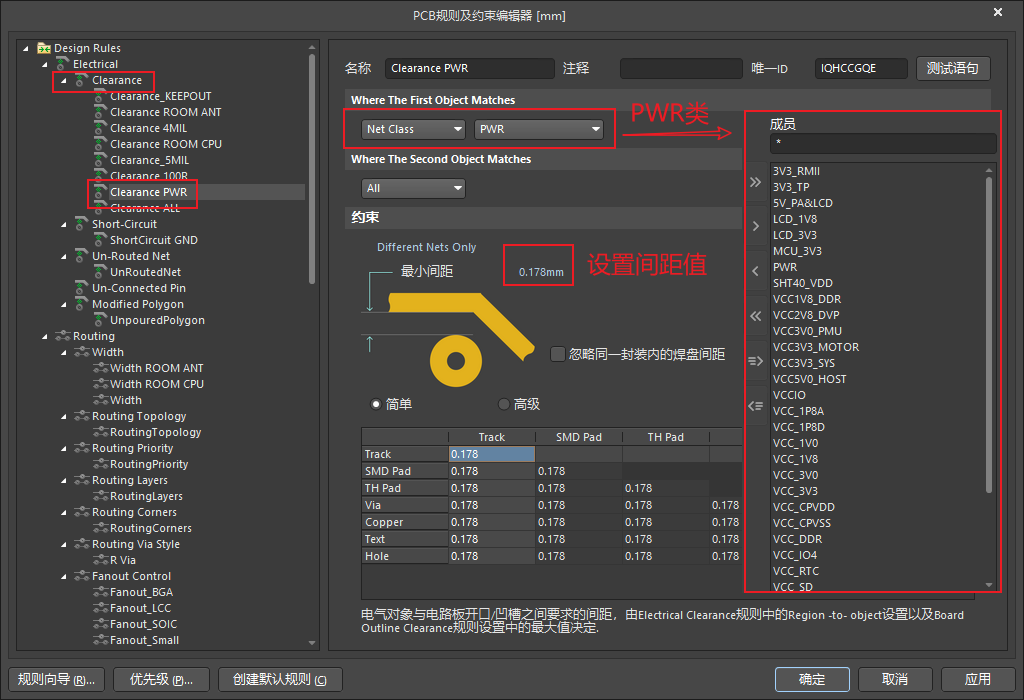 PCB规则及约束编辑器 [mm]
Design Rules
Electrical
Clearance
Clearance_KEEPOUT
Clearance ROOM ANT
Clearance 4MIL
Clearance ROOM CPU
Clearance_5MIL
Clearance_100R
Clearance PWR
Clearance ALL
Short-Circuit
ShortCircuit GND
Un-Routed Net
UnRoutedNet
Un-Connected Pin
Modified Polygon
UnpouredPolygon
Routing
Width
Width ROOM ANT
Width ROOM CPU
Width
Routing Topology
RoutingTopology
Routing Priority
RoutingPriority
Routing Layers
RoutingLayers
Routing Corners
RoutingCorners
Routing Via Style
R Via
Fanout Control
Fanout_BGA
Fanout_LCC
Fanout_SOIC
Fanout_Small
名称 Clearance PWR 注释 唯一ID IQHCCGQE 测试语句
Where The First Object Matches
Net Class PWR
PWR类
Where The Second Object Matches
All
约束
Different Nets Only
最小间距 0.178mm 设置间距值
忽略同一封装内的焊盘间距
简单 高级
Track SMD Pad TH Pad
Track 0.178
SMD Pad 0.178 0.178
TH Pad 0.178 0.178 0.178
Via 0.178 0.178 0.178 0.178
Copper 0.178 0.178 0.178 0.178
Text 0.178 0.178 0.178 0.178
Hole 0.178 0.178 0.178 0.178
电气对象与电路板开口/凹槽之间要求的间距，由Electrical Clearance规则中的Region -to- object设置以及Board
Outline Clearance规则设置中的最大值决定.
成员
*
3V3_RMII
3V3_TP
5V_PA&LCD
LCD_1V8
LCD_3V3
MCU_3V3
PWR
SHT40_VDD
VCC1V8_DDR
VCC2V8_DVP
VCC3V0_PMU
VCC3V3_MOTOR
VCC3V3_SYS
VCC5V0_HOST
VCCIO
VCC_1P8A
VCC_1P8D
VCC_1V0
VCC_1V8
VCC_3V0
VCC_3V3
VCC_CPVDD
VCC_CPVSS
VCC_DDR
VCC_IO4
VCC_RTC
VCC_SD
规则向导 (R)... 优先级 (P)... 创建默认规则 (C) 确定 取消 应用